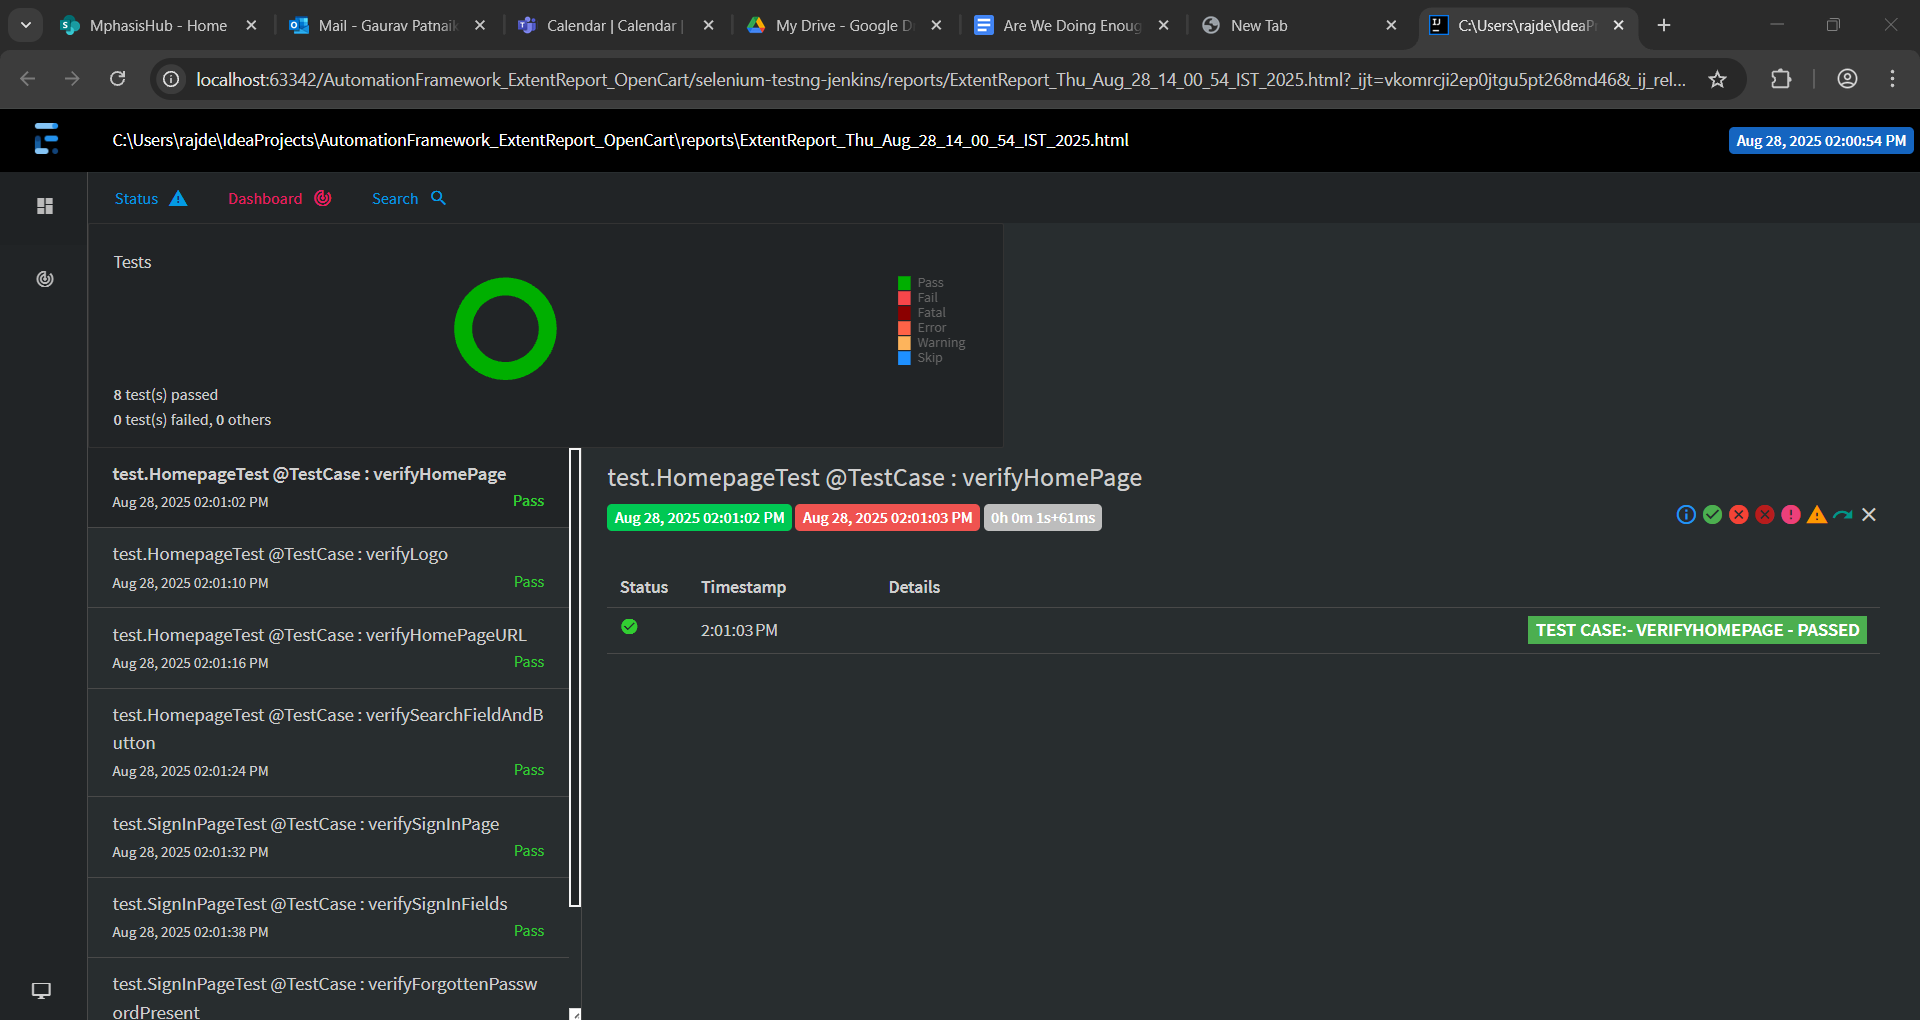 MphasisHub - Home
Mail - Gaurav Patnaik
Calendar | Calendar |
My Drive - Google D
Are We Doing Enoug
New Tab
C:\Users\rajde\IdeaP
localhost:63342/AutomationFramework_ExtentReport_OpenCart/selenium-testng-jenkins/reports/ExtentReport_Thu_Aug_28_14_00_54_IST_2025.html?_ijt=vkomrcji2ep0jtgu5pt268md46&_ij_rel...
C:\Users\rajde\IdeaProjects\AutomationFramework_ExtentReport_OpenCart\reports\ExtentReport_Thu_Aug_28_14_00_54_IST_2025.html
Aug 28, 2025 02:00:54 PM
Status
Dashboard
Search
Tests
Pass
Fail
Fatal
Error
Warning
Skip
8 test(s) passed
0 test(s) failed, 0 others
test.HomepageTest @TestCase : verifyHomePage
Aug 28, 2025 02:01:02 PM
Pass
test.HomepageTest @TestCase : verifyLogo
Aug 28, 2025 02:01:10 PM
Pass
test.HomepageTest @TestCase : verifyHomePageURL
Aug 28, 2025 02:01:16 PM
Pass
test.HomepageTest @TestCase : verifySearchFieldAndB
utton
Aug 28, 2025 02:01:24 PM
Pass
test.SignInPageTest @TestCase : verifySignInPage
Aug 28, 2025 02:01:32 PM
Pass
test.SignInPageTest @TestCase : verifySignInFields
Aug 28, 2025 02:01:38 PM
Pass
test.SignInPageTest @TestCase : verifyForgottenPassw
ordPresent
test.HomepageTest @TestCase : verifyHomePage
Aug 28, 2025 02:01:02 PM
Aug 28, 2025 02:01:03 PM
0h 0m 1s+61ms
Status
Timestamp
Details
2:01:03 PM
TEST CASE:- VERIFYHOMEPAGE - PASSED